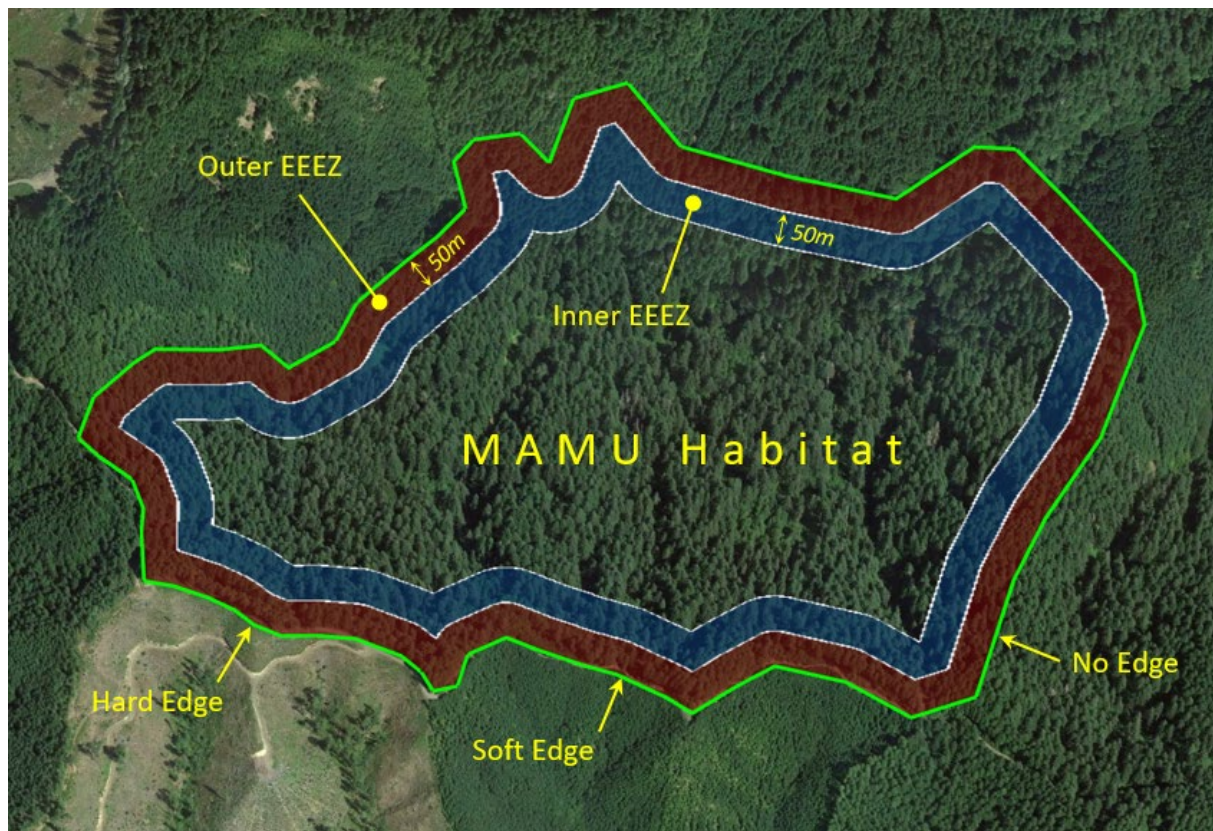 Outer EEEZ
50m
50m
Inner EEEZ
MAMU Habitat
Hard Edge
Soft Edge
No Edge